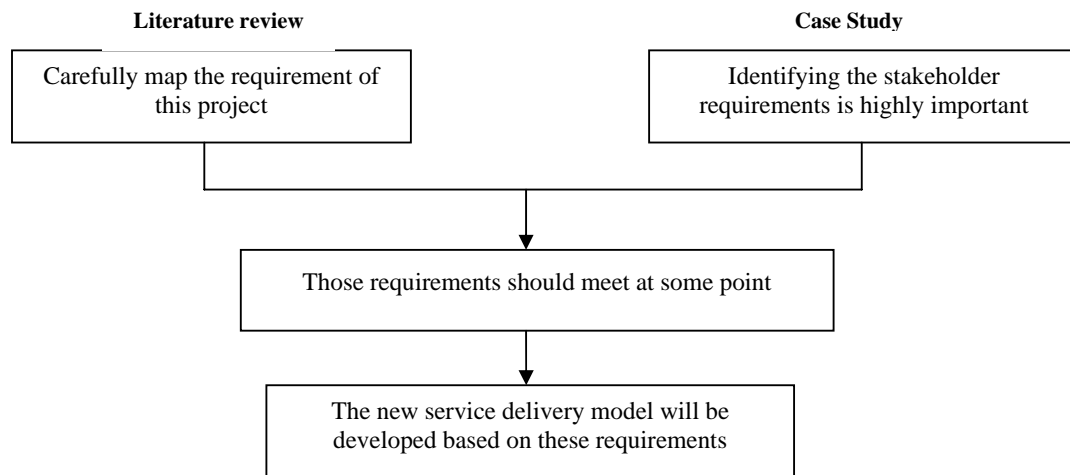 Literature review
Case Study
Carefully map the requirement of
this project
Identifying the stakeholder
requirements is highly important
Those requirements should meet at some point
The new service delivery model will be
developed based on these requirements